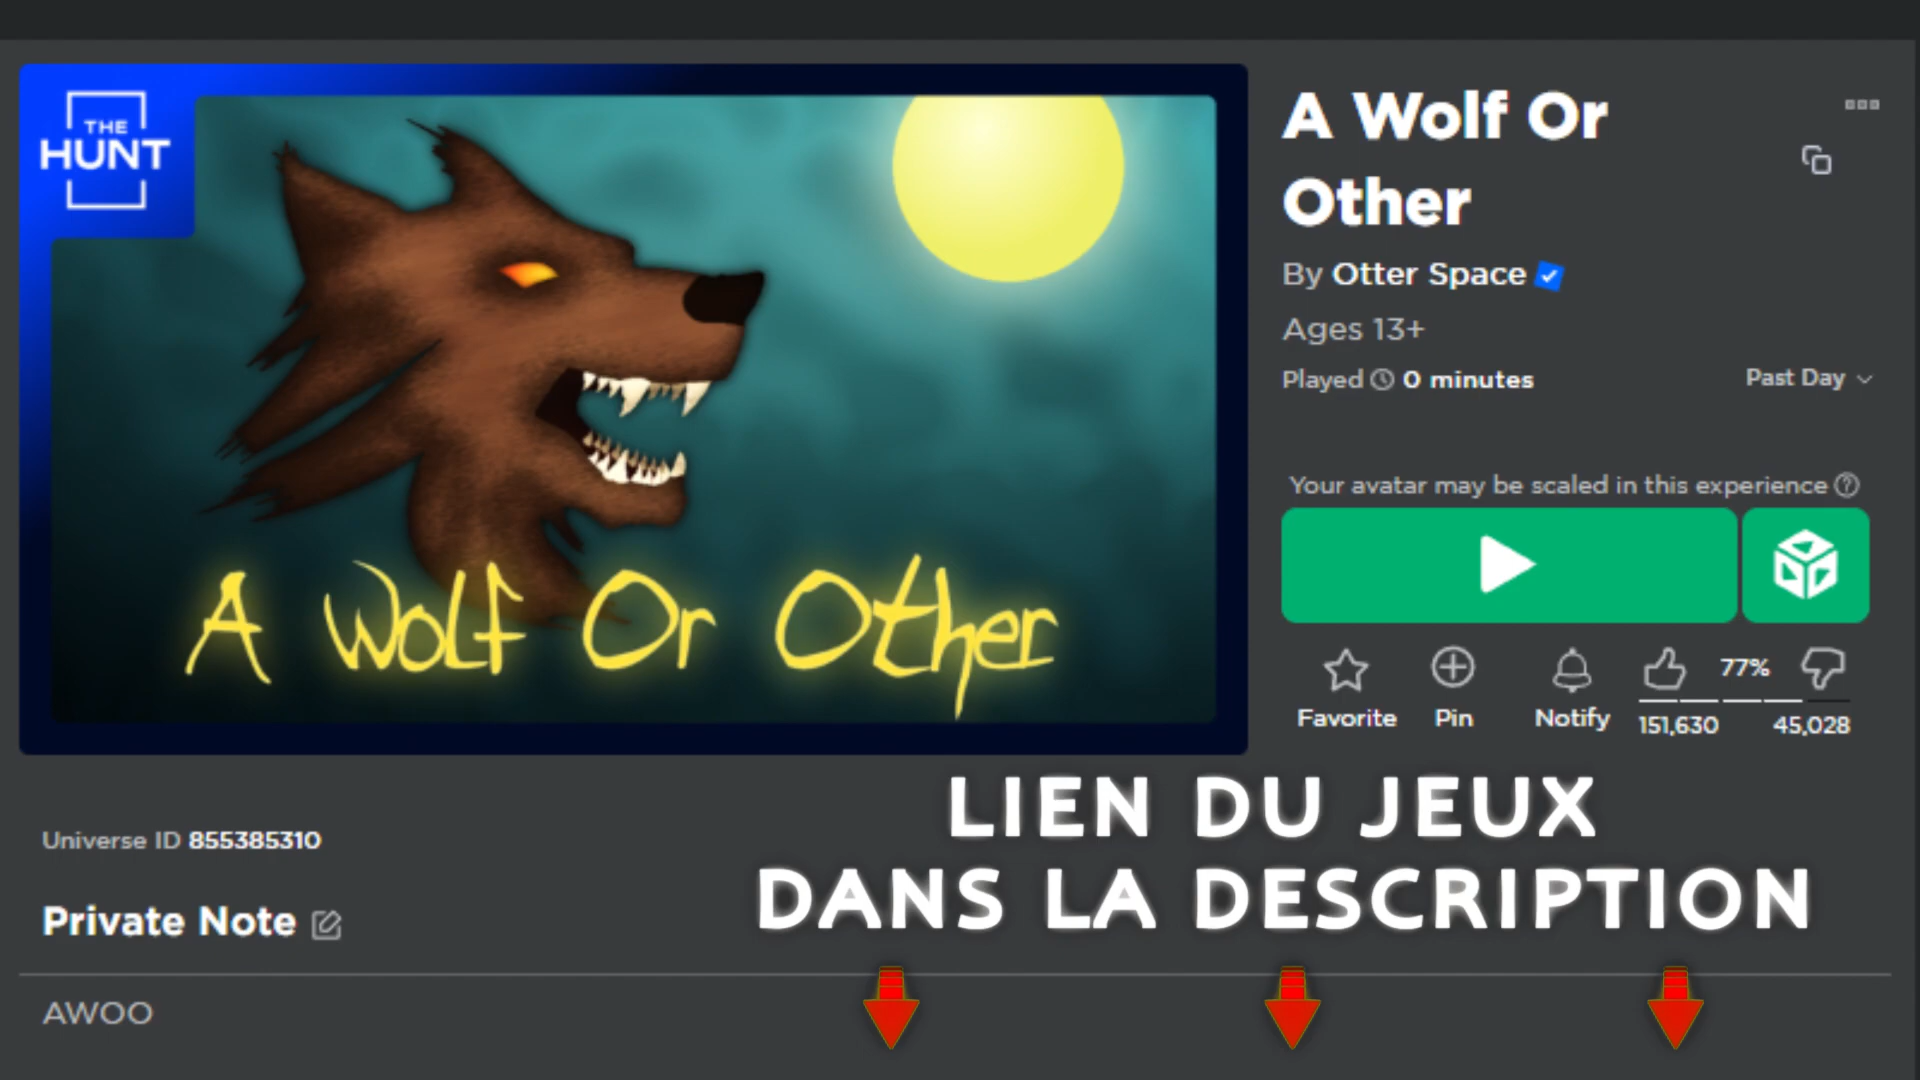 THE
HUNT
A Wolf Or Other
A Wolf Or
Other
By Otter Space
Ages 13+
Played 0 minutes
Past Day
Your avatar may be scaled in this experience
Favorite
Pin
Notify
77%
151,630
45,028
LIEN DU JEUX
DANS LA DESCRIPTION
Universe ID 855385310
Private Note
AWOO